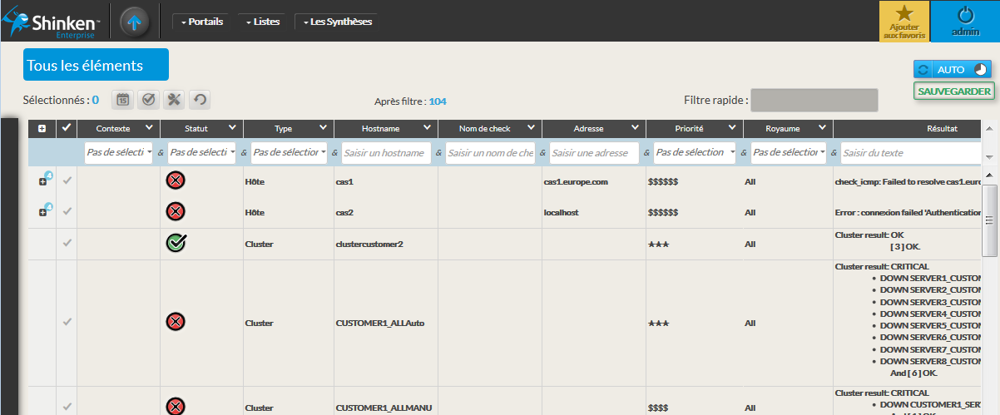 Shinken™
Enterprise
Portails
Listes
Les Synthèses
Ajouter
aux favoris
admin
Tous les éléments
AUTO
SAUVEGARDER
Sélectionnés : 0
15
Après filtre : 104
Filtre rapide :
Contexte Statut Type Hostname Nom de check Adresse Priorité Royaume Résultat
Pas de sélecti & Pas de sélecti & Pas de sélection & Saisir un hostname & Saisir un nom de che & Saisir une adresse & Pas de sélection & Pas de sélection & Saisir du texte
4 Hôte cas1 cas1.europe.com $$$$$$ All check_icmp: Failed to resolve cas1.euro
4 Hôte cas2 localhost $$$$$$ All Error : connexion failed 'Authentication
Cluster clustercustomer2 ★★★ All Cluster result: OK
[ 3 ] OK.
Cluster CUSTOMER1_ALLAuto ★★★ All Cluster result: CRITICAL
• DOWN SERVER1_CUSTOM
• DOWN SERVER2_CUSTOM
• DOWN SERVER3_CUSTOM
• DOWN SERVER4_CUSTOM
• DOWN SERVER5_CUSTOM
• DOWN SERVER6_CUSTOM
• DOWN SERVER7_CUSTOM
• DOWN SERVER8_CUSTOM
And [ 6 ] OK.
Cluster CUSTOMER1_ALLMANU $$$$ All Cluster result: CRITICAL
• DOWN CUSTOMER1_SER